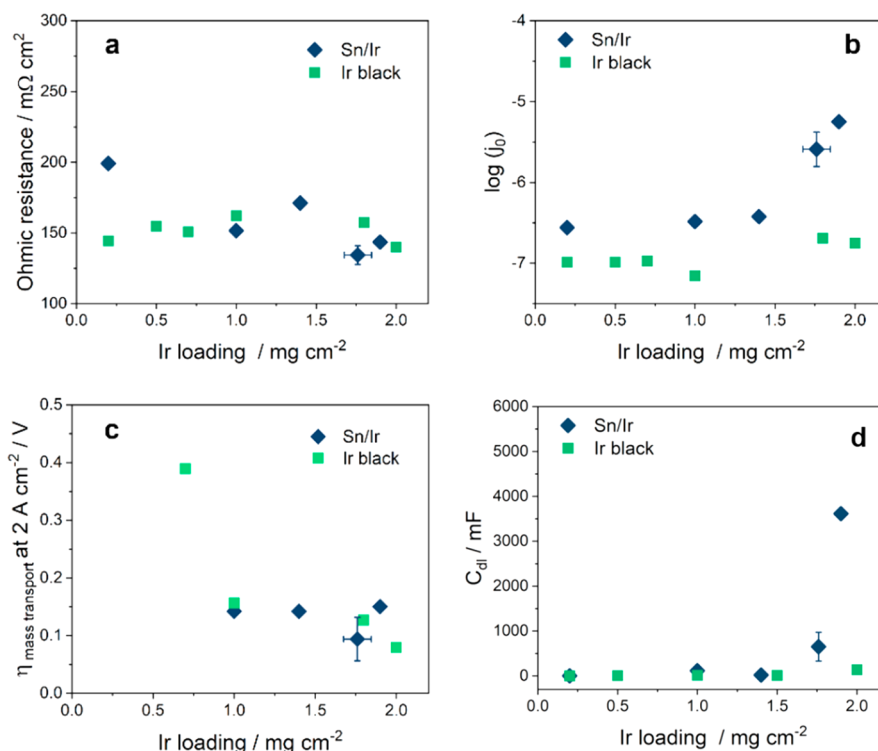 a
Sn/Ir
Ir black
Ohmic resistance / mΩ cm²
300
250
200
150
100
0.0 0.5 1.0 1.5 2.0
Ir loading / mg cm⁻²
b
Sn/Ir
Ir black
log (j₀)
-4
-5
-6
-7
0.0 0.5 1.0 1.5 2.0
Ir loading / mg cm⁻²
c
Sn/Ir
Ir black
η mass transport at 2 A cm⁻² / V
0.5
0.4
0.3
0.2
0.1
0.0
0.0 0.5 1.0 1.5 2.0
Ir loading / mg cm⁻²
d
Sn/Ir
Ir black
C_dl / mF
6000
5000
4000
3000
2000
1000
0
0.0 0.5 1.0 1.5 2.0
Ir loading / mg cm⁻²